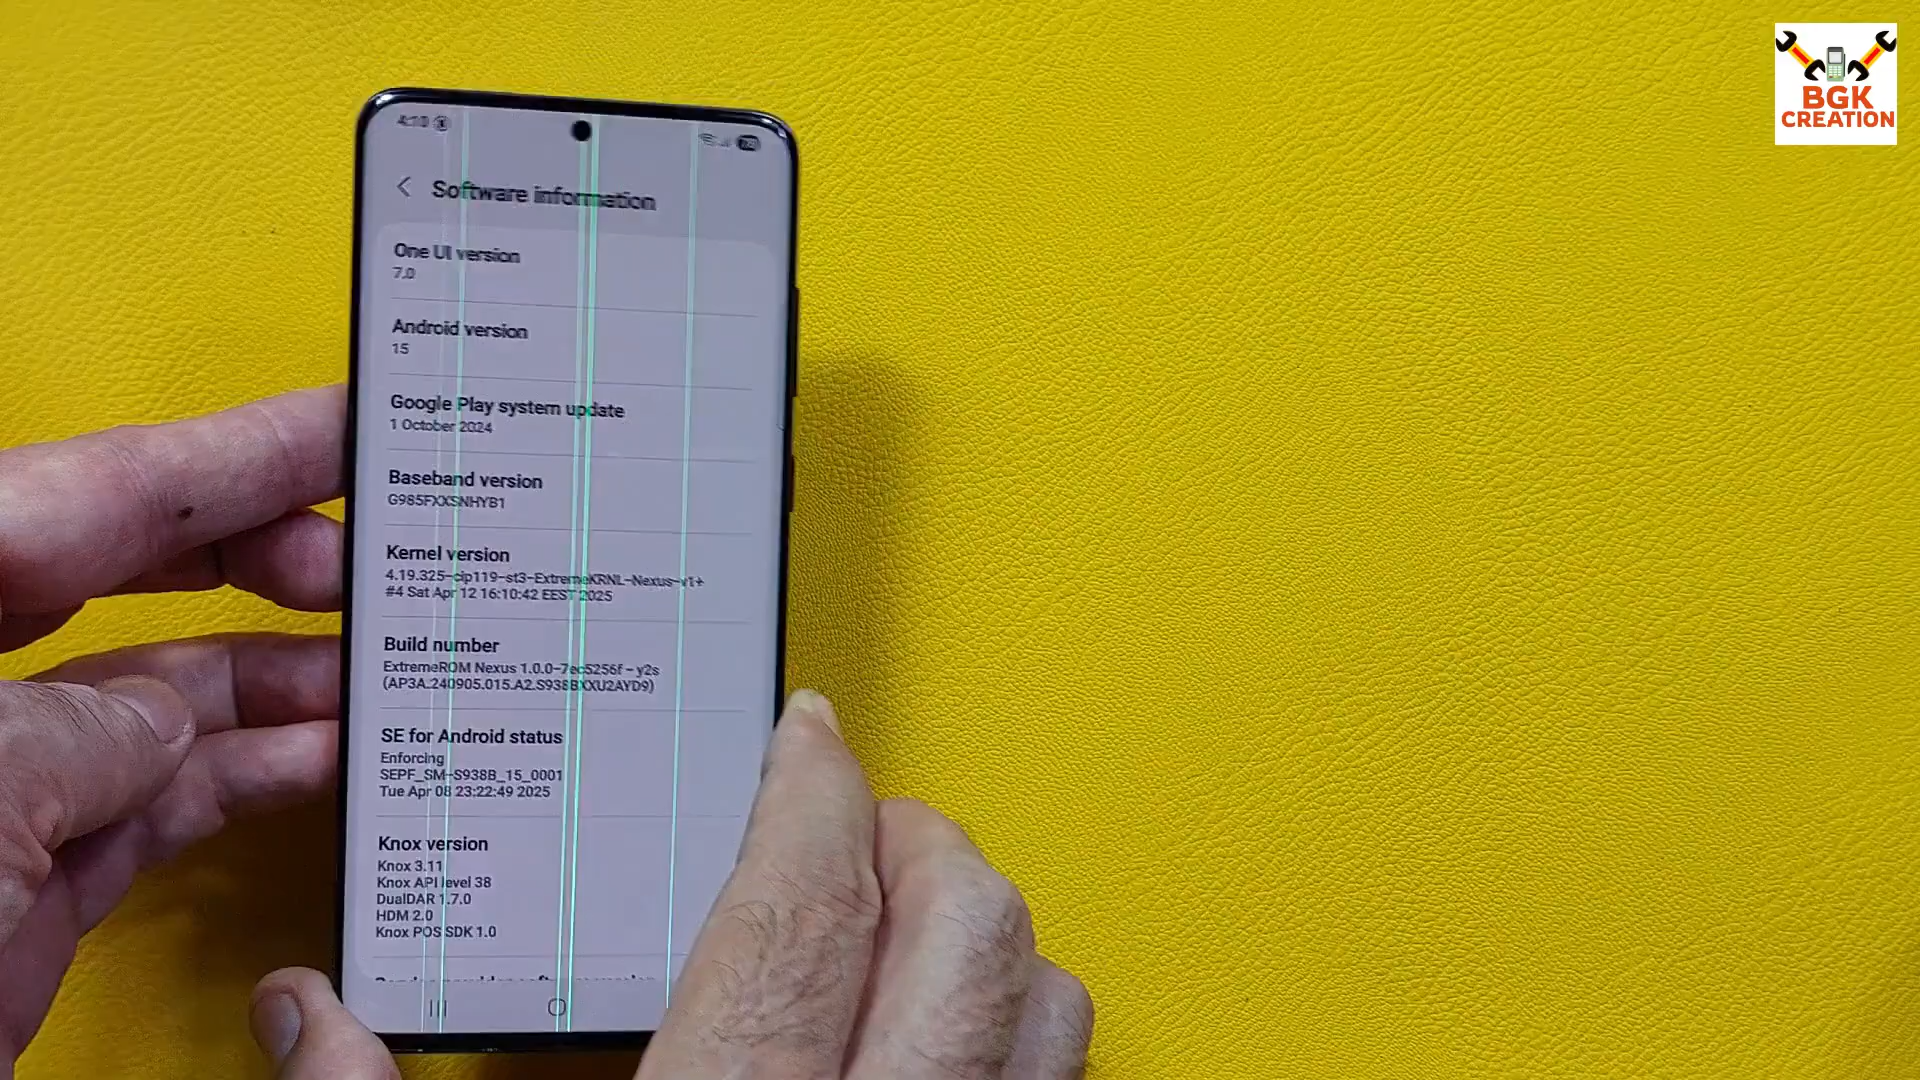 BGK
CREATION
4:10
Software information
One UI version
7.0
Android version
15
Google Play system update
1 October 2024
Baseband version
G985FXXSNHYB1
Kernel version
4.19.325-cip119-st3-ExtremeKRNL-Nexus-v1+
#4 Sat Apr 12 16:10:42 EEST 2025
Build number
ExtremeROM Nexus 1.0.0-7ec5256f - y2s
(AP3A.240905.015.A2.S938BXXU2AYD9)
SE for Android status
Enforcing
SEPF_SM-S938B_15_0001
Tue Apr 08 23:22:49 2025
Knox version
Knox 3.11
Knox API level 38
DualDAR 1.7.0
HDM 2.0
Knox POS SDK 1.0